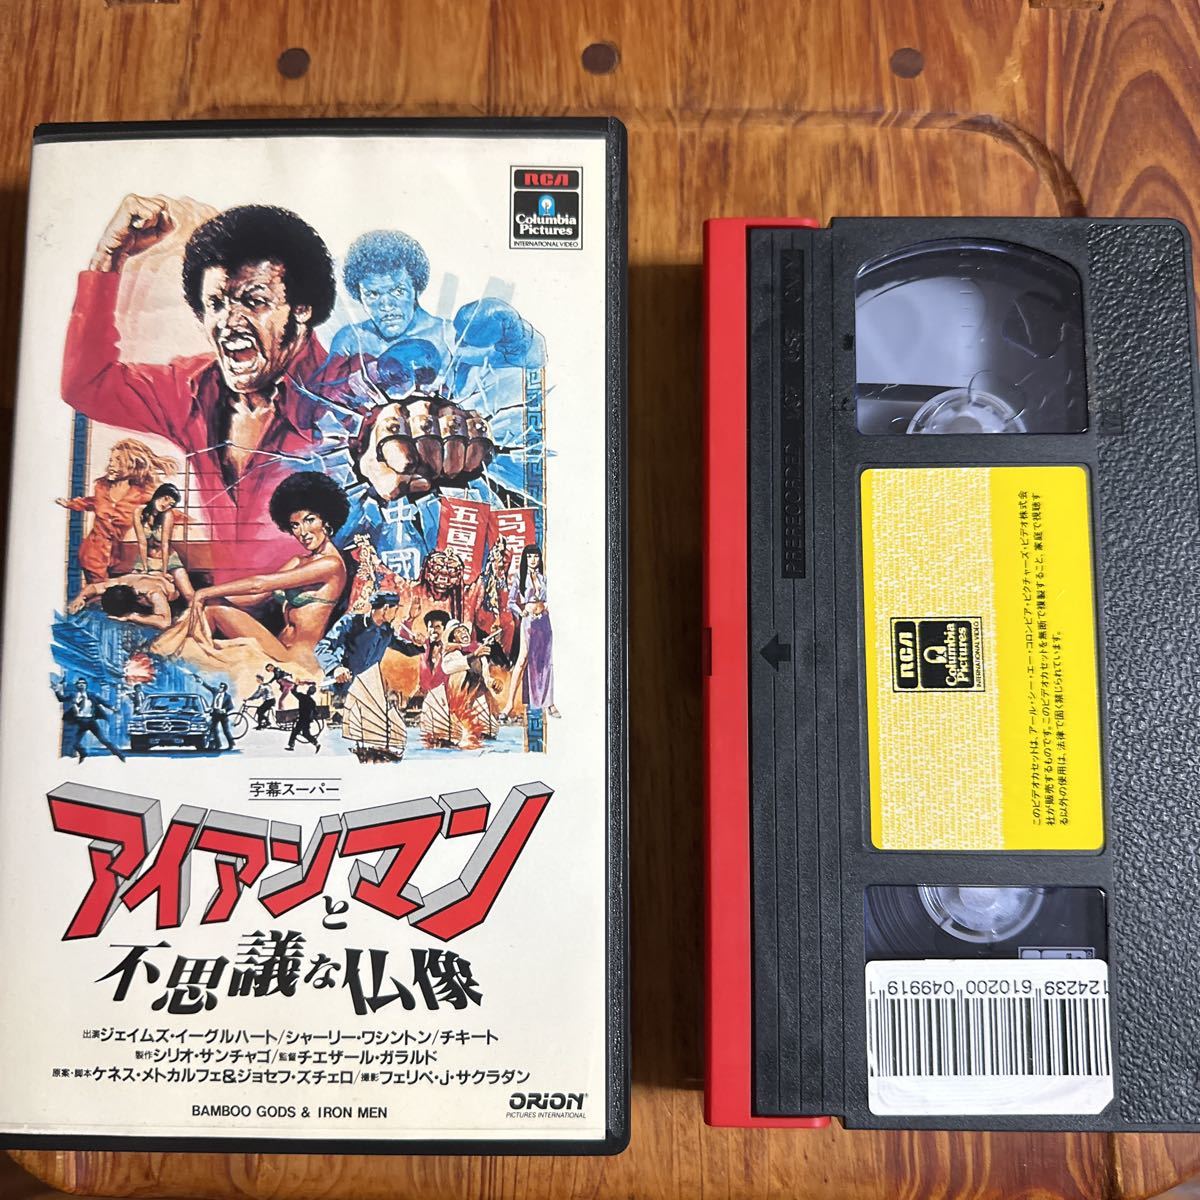 RCA
Columbia
Pictures
INTERNATIONAL VIDEO
中國
五国
字幕スーパー
アイアンマンと
不思議な仏像
出演ジェイムズ・イーグルハート/シャーリー・ワシントン/チキート
製作シリオ・サンチャゴ/監督チエザール・ガラルド
原案・脚本ケネス・メトカルフェ&ジョセフ・ズチェロ/撮影フェリペ・J・サクラダン
BAMBOO GODS & IRON MEN
ORION
PICTURES INTERNATIONAL
RCA
Columbia
Pictures
INTERNATIONAL VIDEO
このビデオカセットは、アール・シー・エー・コロンビア・ピクチャーズ・ビデオ株式会
社が販売するものです。このビデオカセットを無断で複製すること、家庭で視聴す
る以外の使用は、法律で固く禁じられています。
124239 610200 049919 1